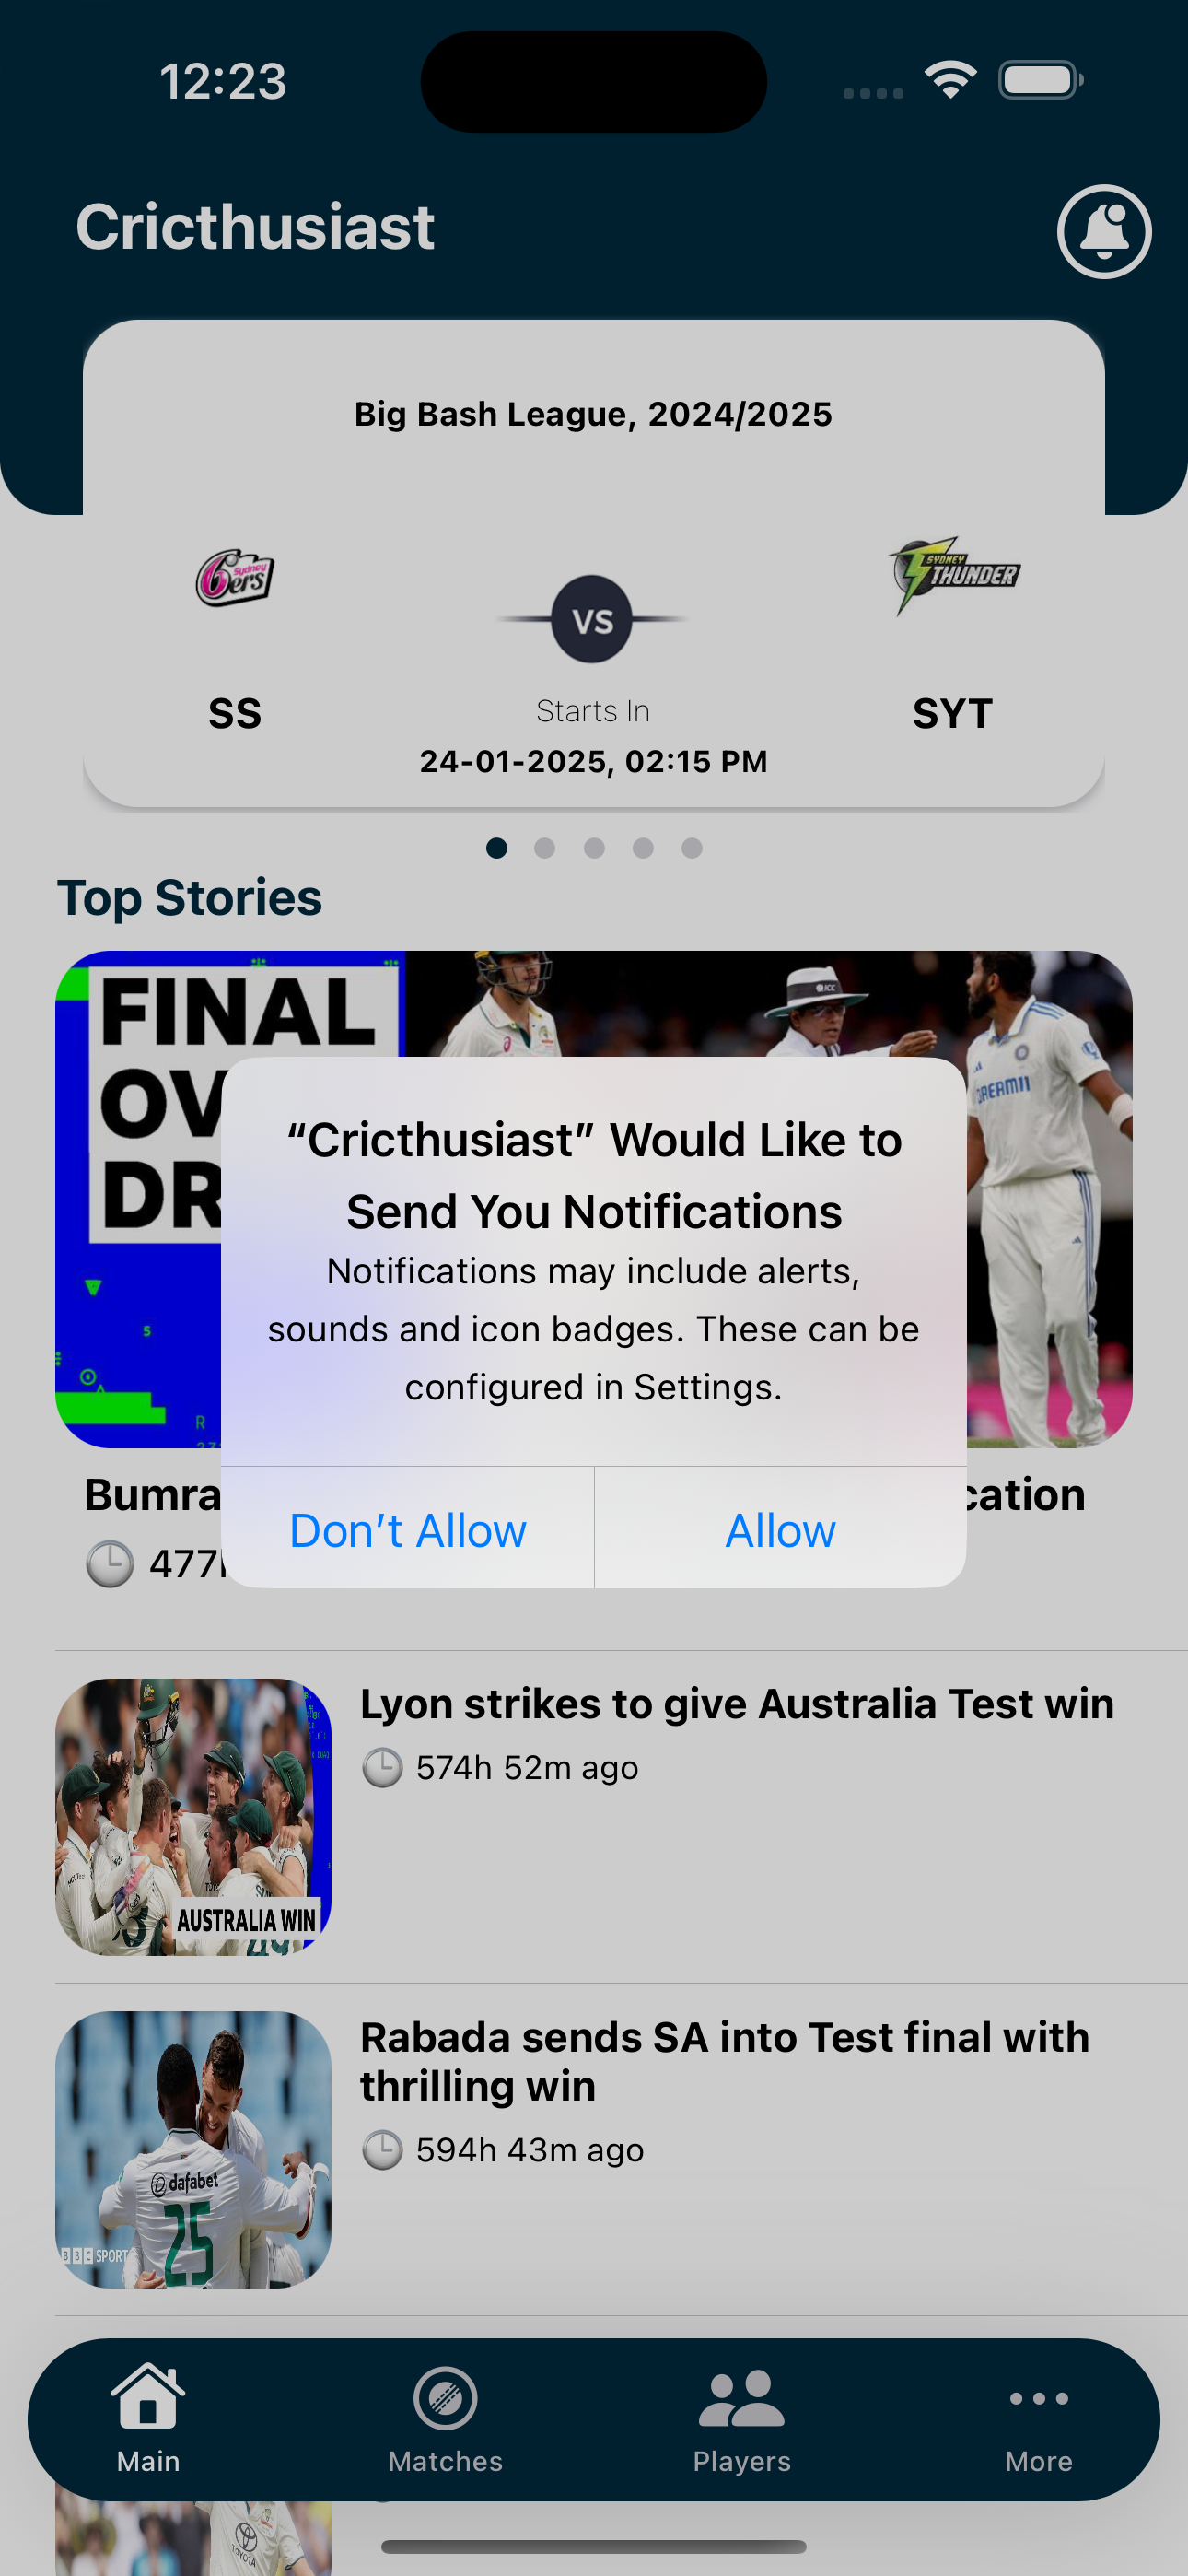 12:23
Cricthusiast
Big Bash League, 2024/2025
Sydney
6ers
SYDNEY
THUNDER
VS
SS
SYT
Starts In
24-01-2025, 02:15 PM
Top Stories
FINAL
OV
DR
ICC
DREAM11
S
R
“Cricthusiast” Would Like to
Send You Notifications
Notifications may include alerts,
sounds and icon badges. These can be
configured in Settings.
Don’t Allow
Allow
Bumra
cation
477
Lyon strikes to give Australia Test win
574h 52m ago
AUSTRALIA WIN
Rabada sends SA into Test final with
thrilling win
594h 43m ago
dafabet
25
BBC SPORT
Main
Matches
Players
More
TOYOTA